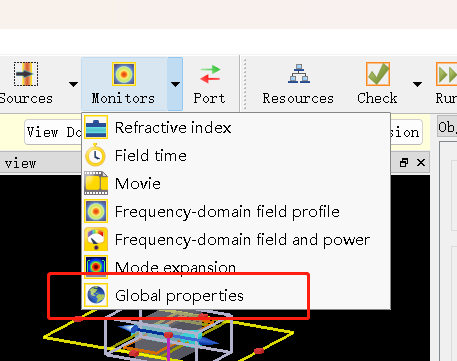 Sources Monitors Port Resources Check Run
View Do sion Ob
view
Refractive index
Field time
Movie
Frequency-domain field profile
Frequency-domain field and power
Mode expansion
Global properties